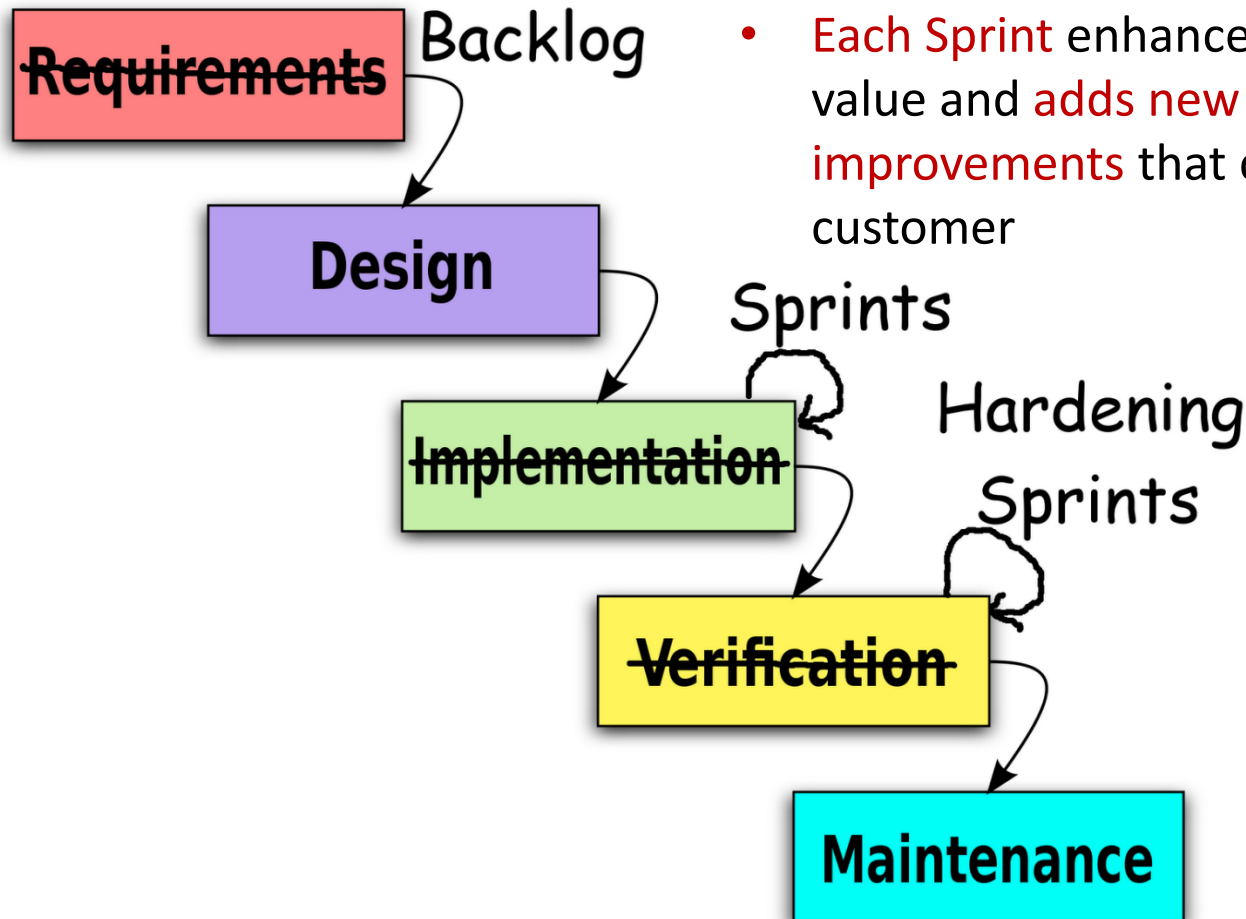 Requirements
Backlog
• Each Sprint enhance
value and adds new
improvements that
customer
Design
Sprints
Implementation
Hardening
Sprints
Verification
Maintenance